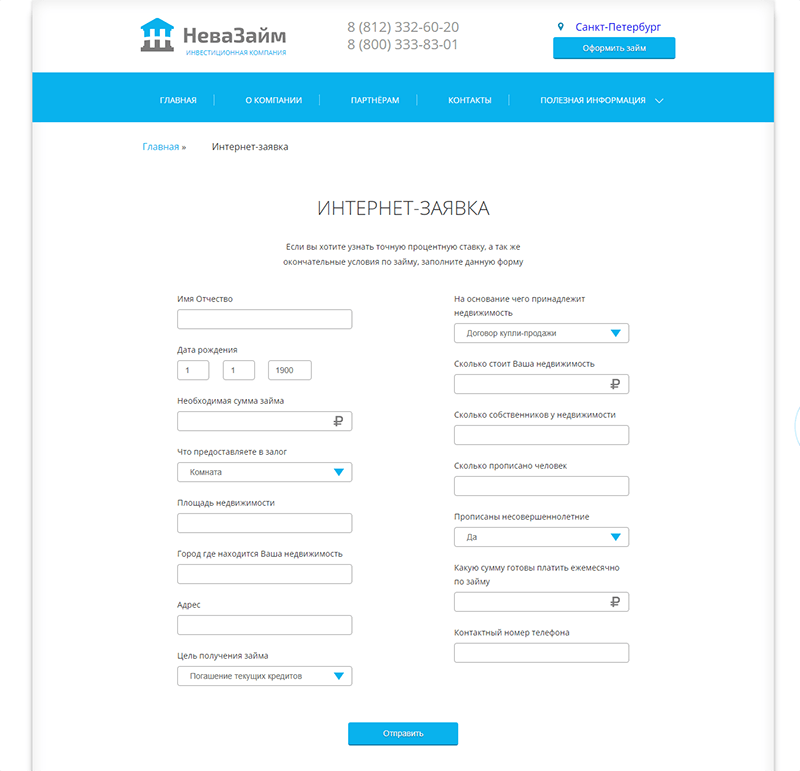 НеваЗайм
ИНВЕСТИЦИОННАЯ КОМПАНИЯ
8 (812) 332-60-20
8 (800) 333-83-01
Санкт-Петербург
Оформить займ
ГЛАВНАЯ
О КОМПАНИИ
ПАРТНЁРАМ
КОНТАКТЫ
ПОЛЕЗНАЯ ИНФОРМАЦИЯ
Главная » Интернет-заявка
ИНТЕРНЕТ-ЗАЯВКА
Если вы хотите узнать точную процентную ставку, а так же
окончательные условия по займу, заполните данную форму
Имя Отчество
Дата рождения
1 1 1900
Необходимая сумма займа
₽
Что предоставляете в залог
Комната
Площадь недвижимости
Город где находится Ваша недвижимость
Адрес
Цель получения займа
Погашение текущих кредитов
На основание чего принадлежит
недвижимость
Договор купли-продажи
Сколько стоит Ваша недвижимость
₽
Сколько собственников у недвижимости
Сколько прописано человек
Прописаны несовершеннолетние
Да
Какую сумму готовы платить ежемесячно
по займу
₽
Контактный номер телефона
Отправить